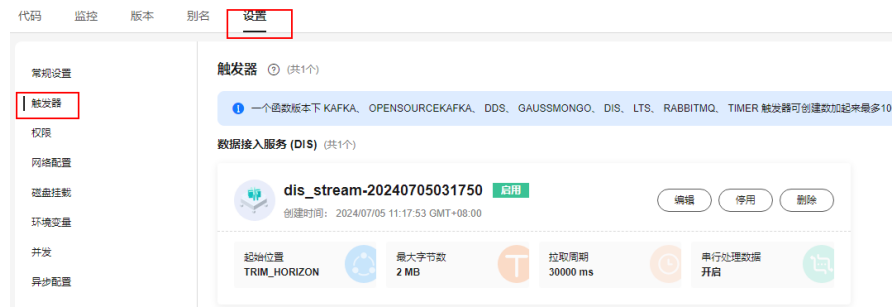 代码 监控 版本 别名 设置
常规设置
触发器
权限
网络配置
磁盘挂载
环境变量
并发
异步配置
触发器 ? (共1个)
一个函数版本下 KAFKA、 OPENSOURCEKAFKA、 DDS、 GAUSSMONGO、 DIS、 LTS、 RABBITMQ、 TIMER 触发器可创建数加起来最多10
数据接入服务 (DIS) (共1个)
dis_stream-20240705031750 启用
创建时间: 2024/07/05 11:17:53 GMT+08:00
编辑 停用 删除
起始位置
TRIM_HORIZON
最大字节数
2 MB
拉取周期
30000 ms
串行处理数据
开启